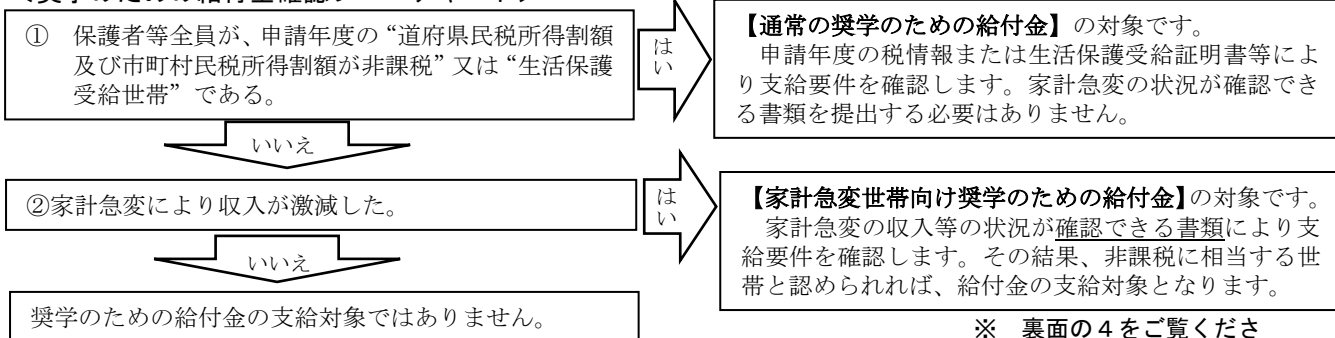 ① 保護者等全員が、申請年度の“道府県民税所得割額
及び市町村民税所得割額が非課税”又は“生活保護
受給世帯”である。
はい
【通常の奨学のための給付金】の対象です。
申請年度の税情報または生活保護受給証明書等によ
り支給要件を確認します。家計急変の状況が確認でき
る書類を提出する必要はありません。
いいえ
②家計急変により収入が激減した。
はい
【家計急変世帯向け奨学のための給付金】の対象です。
家計急変の収入等の状況が確認できる書類により支
給要件を確認します。その結果、非課税に相当する世
帯と認められれば、給付金の支給対象となります。
いいえ
奨学のための給付金の支給対象ではありません。
※ 裏面の４をご覧くださ